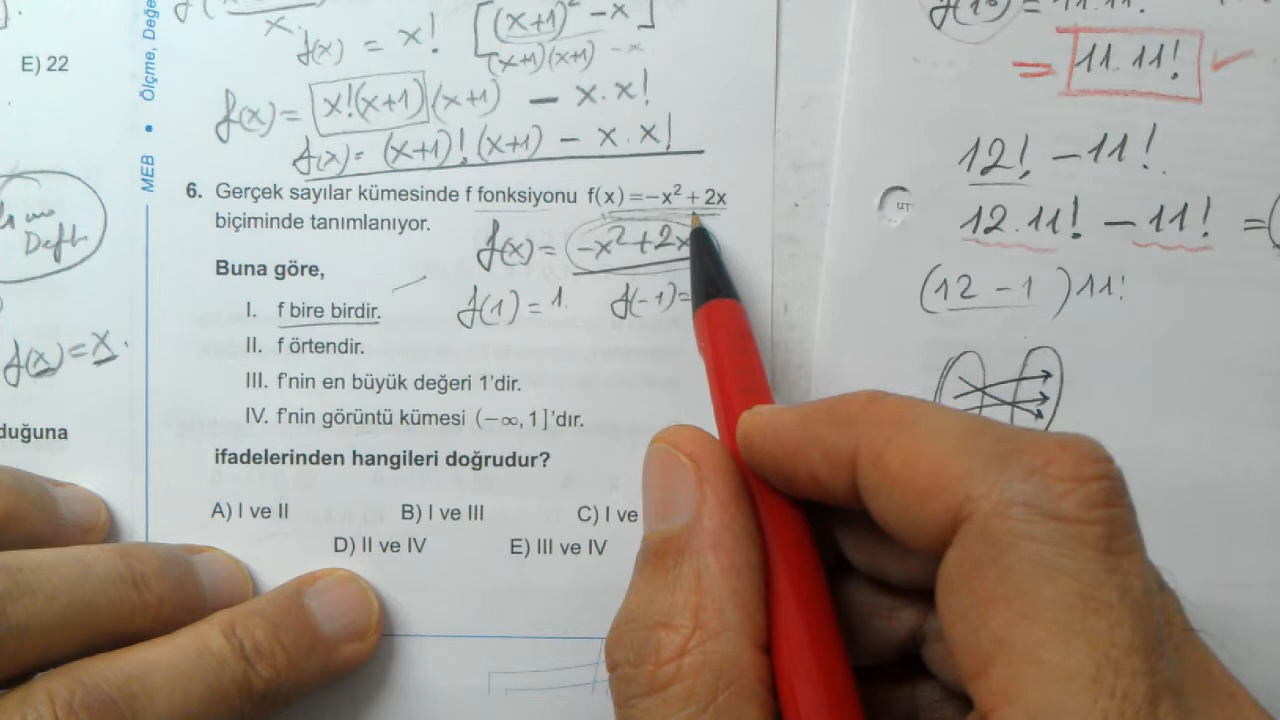 E) 22
MEB • Ölçme, Değe
x.
f(x) = x! [(x+1)² - x]
(x+1)(x+1) - x
f(x) = x!(x+1) (x+1) - x.x!
f(x) = (x+1)! (x+1) - x.x!
6. Gerçek sayılar kümesinde f fonksiyonu f(x) = -x² + 2x
biçiminde tanımlanıyor.
f(x) = -x² + 2x
Buna göre,
f(1) = 1. f(-1) =
I. f bire birdir.
II. f örtendir.
III. f'nin en büyük değeri 1'dir.
IV. f'nin görüntü kümesi (-∞, 1]'dır.
ifadelerinden hangileri doğrudur?
A) I ve II B) I ve III C) I ve
D) II ve IV E) III ve IV
f(x) = x.
duğuna
= 11.11!
= 11.11! ✓
12! - 11!
12.11! - 11! =
(12 - 1) 11!